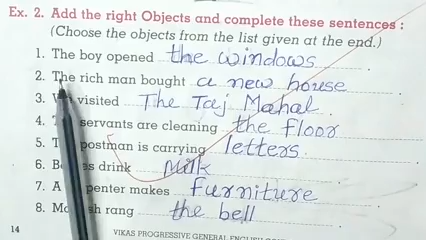 Ex. 2. Add the right Objects and complete these sentences :
(Choose the objects from the list given at the end.)
1. The boy opened the windows.
2. The rich man bought a new house.
3. visited The Taj Mahal.
4. servants are cleaning the floor.
5. postman is carrying letters.
6. drink Milk.
7. A makes furniture.
8. rang the bell.
14 VIKAS PROGRESSIVE GENERAL ENGLISH